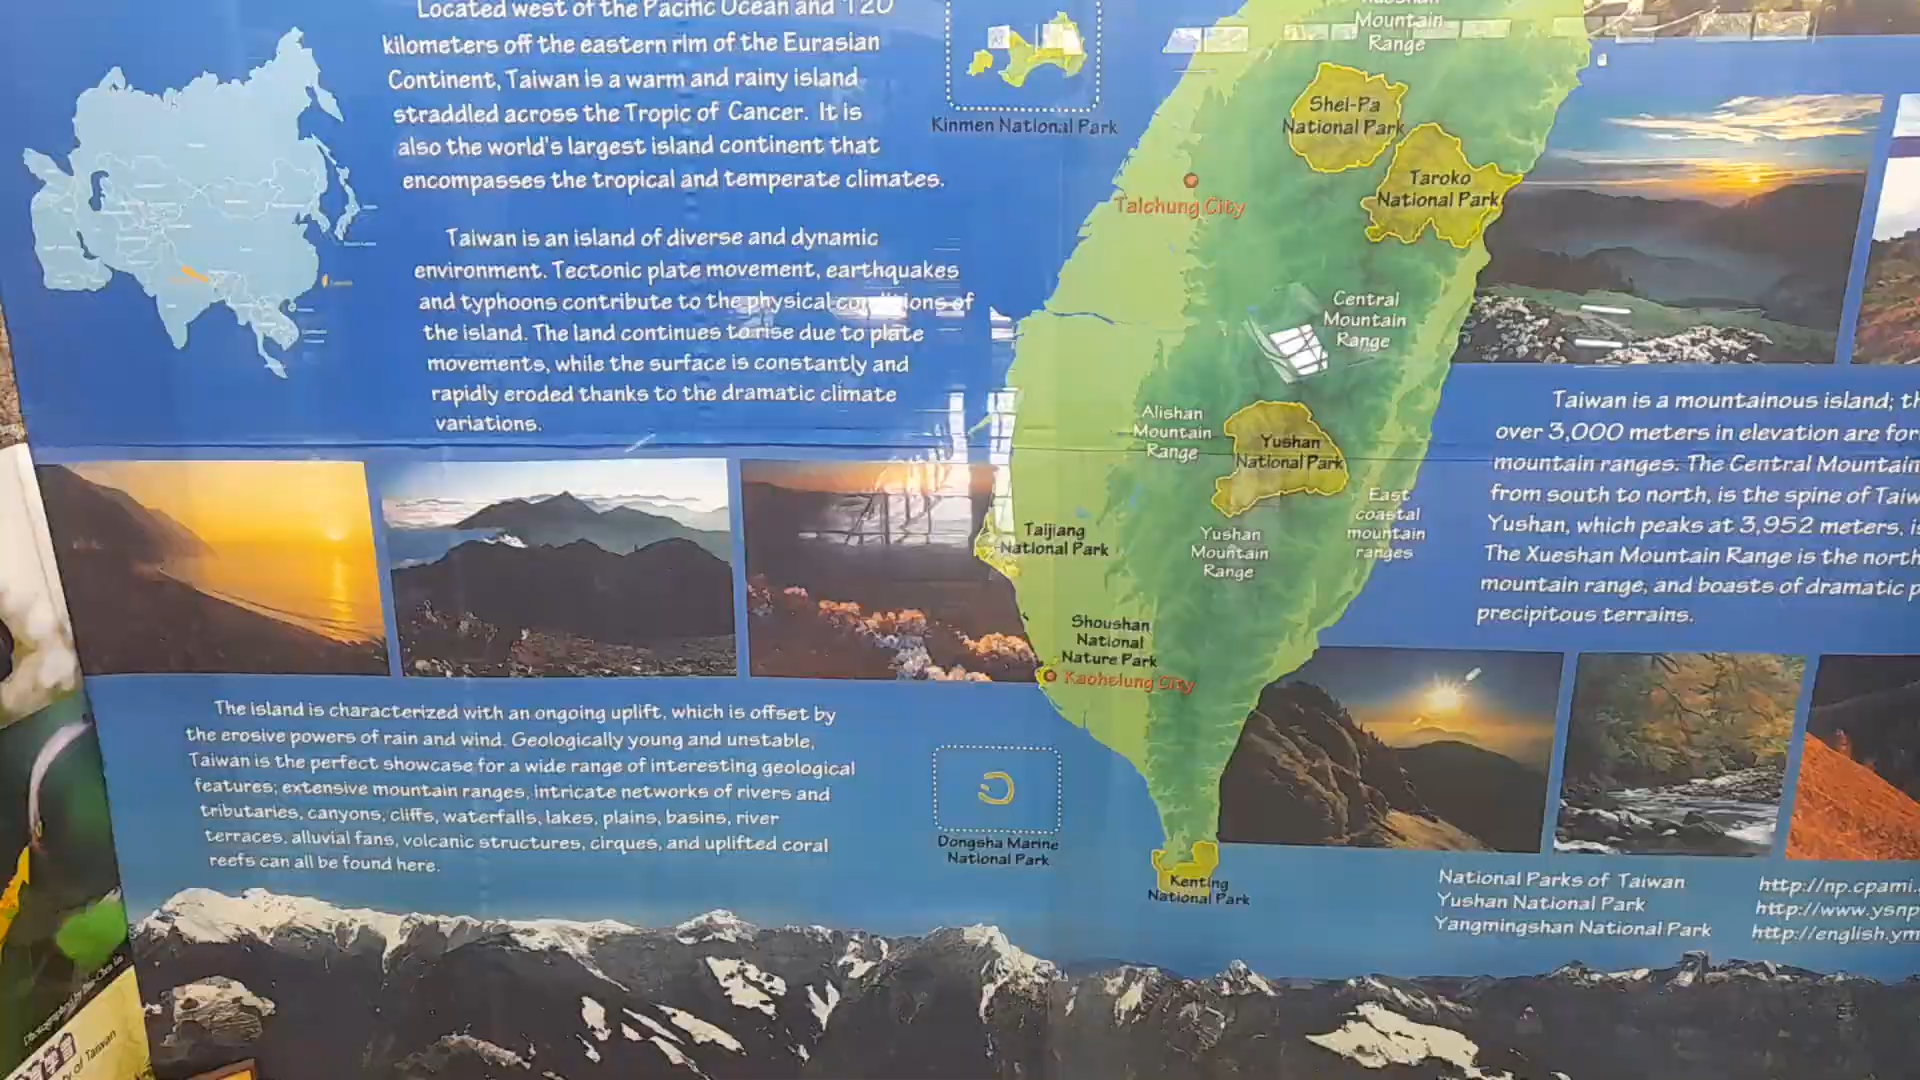 Located west of the Pacific Ocean and 120
kilometers off the eastern rim of the Eurasian
Continent, Taiwan is a warm and rainy island
straddled across the Tropic of Cancer. It is
also the world's largest island continent that
encompasses the tropical and temperate climates.
Taiwan is an island of diverse and dynamic
environment. Tectonic plate movement, earthquakes
and typhoons contribute to the physical conditions of
the island. The land continues to rise due to plate
movements, while the surface is constantly and
rapidly eroded thanks to the dramatic climate
variations.
The island is characterized with an ongoing uplift, which is offset by
the erosive powers of rain and wind. Geologically young and unstable,
Taiwan is the perfect showcase for a wide range of interesting geological
features; extensive mountain ranges, intricate networks of rivers and
tributaries, canyons, cliffs, waterfalls, lakes, plains, basins, river
terraces, alluvial fans, volcanic structures, cirques, and uplifted coral
reefs can all be found here.
Kinmen National Park
Mountain
Range
Shei-Pa
National Park
Taroko
National Park
Taichung City
Central
Mountain
Range
Alishan
Mountain
Range
Yushan
National Park
East
coastal
mountain
ranges
Yushan
Mountain
Range
Taijiang
National Park
Shoushan
National
Nature Park
Kaohsiung City
Dongsha Marine
National Park
Kenting
National Park
Taiwan is a mountainous island; th
over 3,000 meters in elevation are for
mountain ranges. The Central Mountain
from south to north, is the spine of Taiw
Yushan, which peaks at 3,952 meters, is
The Xueshan Mountain Range is the north
mountain range, and boasts of dramatic p
precipitous terrains.
National Parks of Taiwan http://np.cpami.
Yushan National Park http://www.ysnp
Yangmingshan National Park http://english.ym
of Taiwan